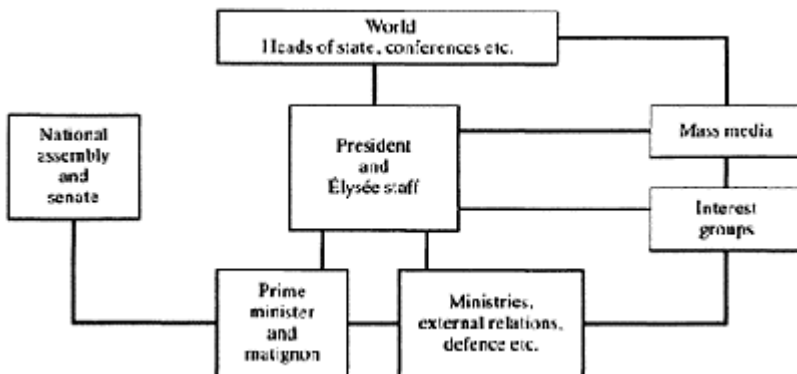 World
Heads of state, conferences etc.
National
assembly
and
senate
President
and
Élysée staff
Mass media
Interest
groups
Prime
minister
and
matignon
Ministries,
external relations,
defence etc.